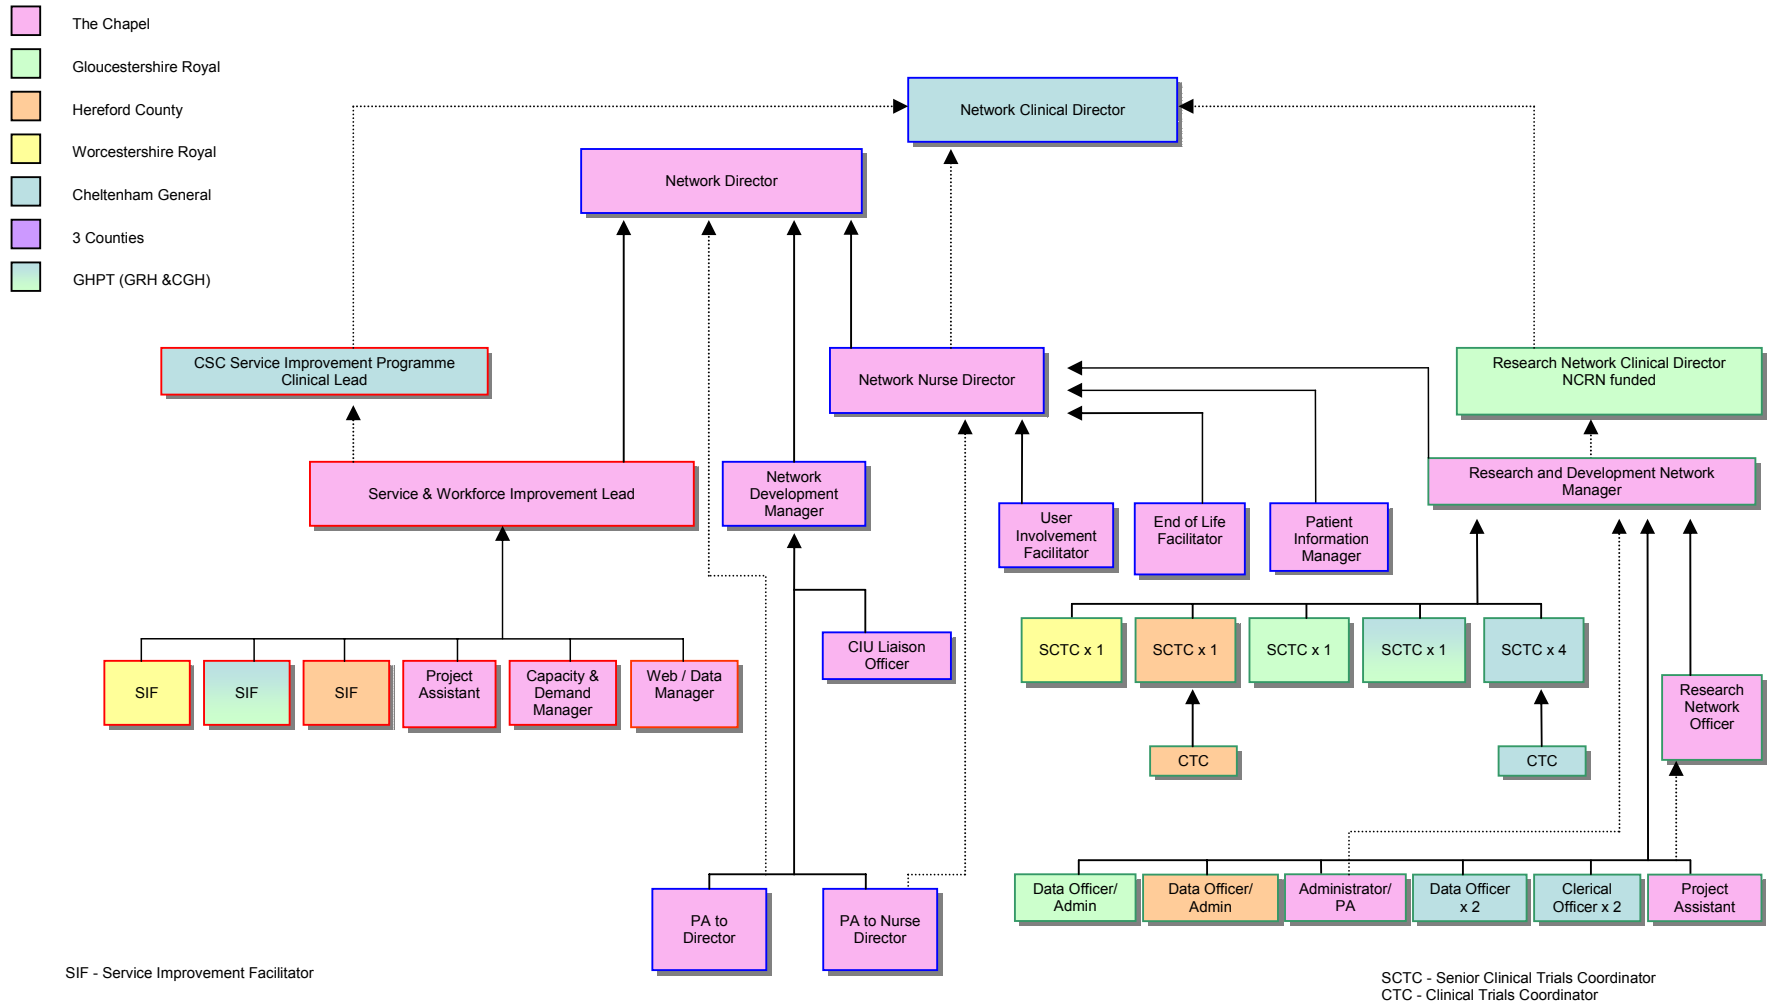 The Chapel
Gloucestershire Royal
Hereford County
Worcestershire Royal
Cheltenham General
3 Counties
GHPT (GRH &CGH)
Network Clinical Director
Network Director
CSC Service Improvement Programme
Clinical Lead
Network Nurse Director
Research Network Clinical Director
NCRN funded
Service & Workforce Improvement Lead
Network
Development
Manager
Research and Development Network
Manager
User
Involvement
Facilitator
End of Life
Facilitator
Patient
Information
Manager
CIU Liaison
Officer
SCTC x 1
SCTC x 1
SCTC x 1
SCTC x 1
SCTC x 4
SIF
SIF
SIF
Project
Assistant
Capacity &
Demand
Manager
Web / Data
Manager
Research
Network
Officer
CTC
CTC
PA to
Director
PA to Nurse
Director
Data Officer/
Admin
Data Officer/
Admin
Administrator/
PA
Data Officer
x 2
Clerical
Officer x 2
Project
Assistant
SIF - Service Improvement Facilitator
SCTC - Senior Clinical Trials Coordinator
CTC - Clinical Trials Coordinator